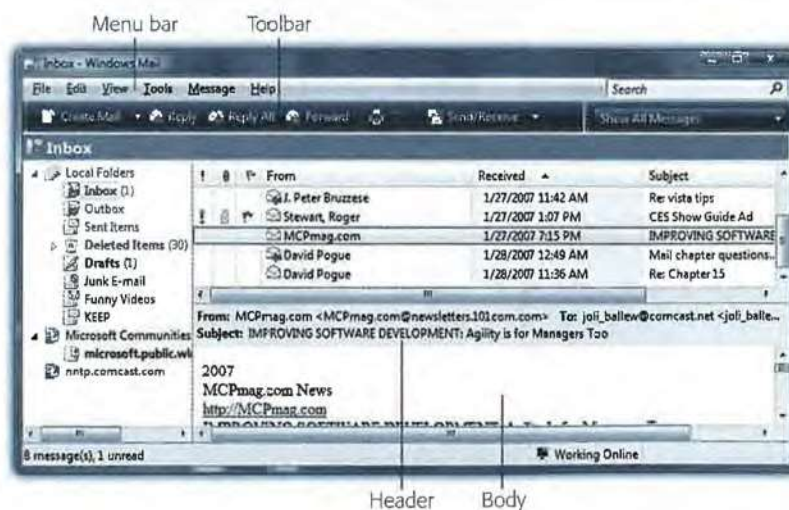 Menu bar Toolbar
Inbox - Windows Mail
File Edit View Tools Message Help Search
Create Mail Reply Reply All Forward Send/Receive Show All Messages
Inbox
Local Folders
Inbox (1)
Outbox
Sent Items
Deleted Items (30)
Drafts (1)
Junk E-mail
Funny Videos
KEEP
Microsoft Communities
microsoft.public.wi
nntp.comcast.com
! From Received Subject
J. Peter Bruzzese 1/27/2007 11:42 AM Re: vista tips
! Stewart, Roger 1/27/2007 1:07 PM CES Show Guide Ad
MCPmag.com 1/27/2007 7:15 PM IMPROVING SOFTWARE
David Pogue 1/28/2007 12:49 AM Mail chapter questions...
David Pogue 1/28/2007 11:36 AM Re: Chapter 15
From: MCPmag.com <MCPmag.com@newsletters.101com.com> To: joli_ballew@comcast.net <joli_balle...
Subject: IMPROVING SOFTWARE DEVELOPMENT: Agility is for Managers Too
2007
MCPmag.com News
http://MCPmag.com
8 message(s), 1 unread Working Online
Header Body